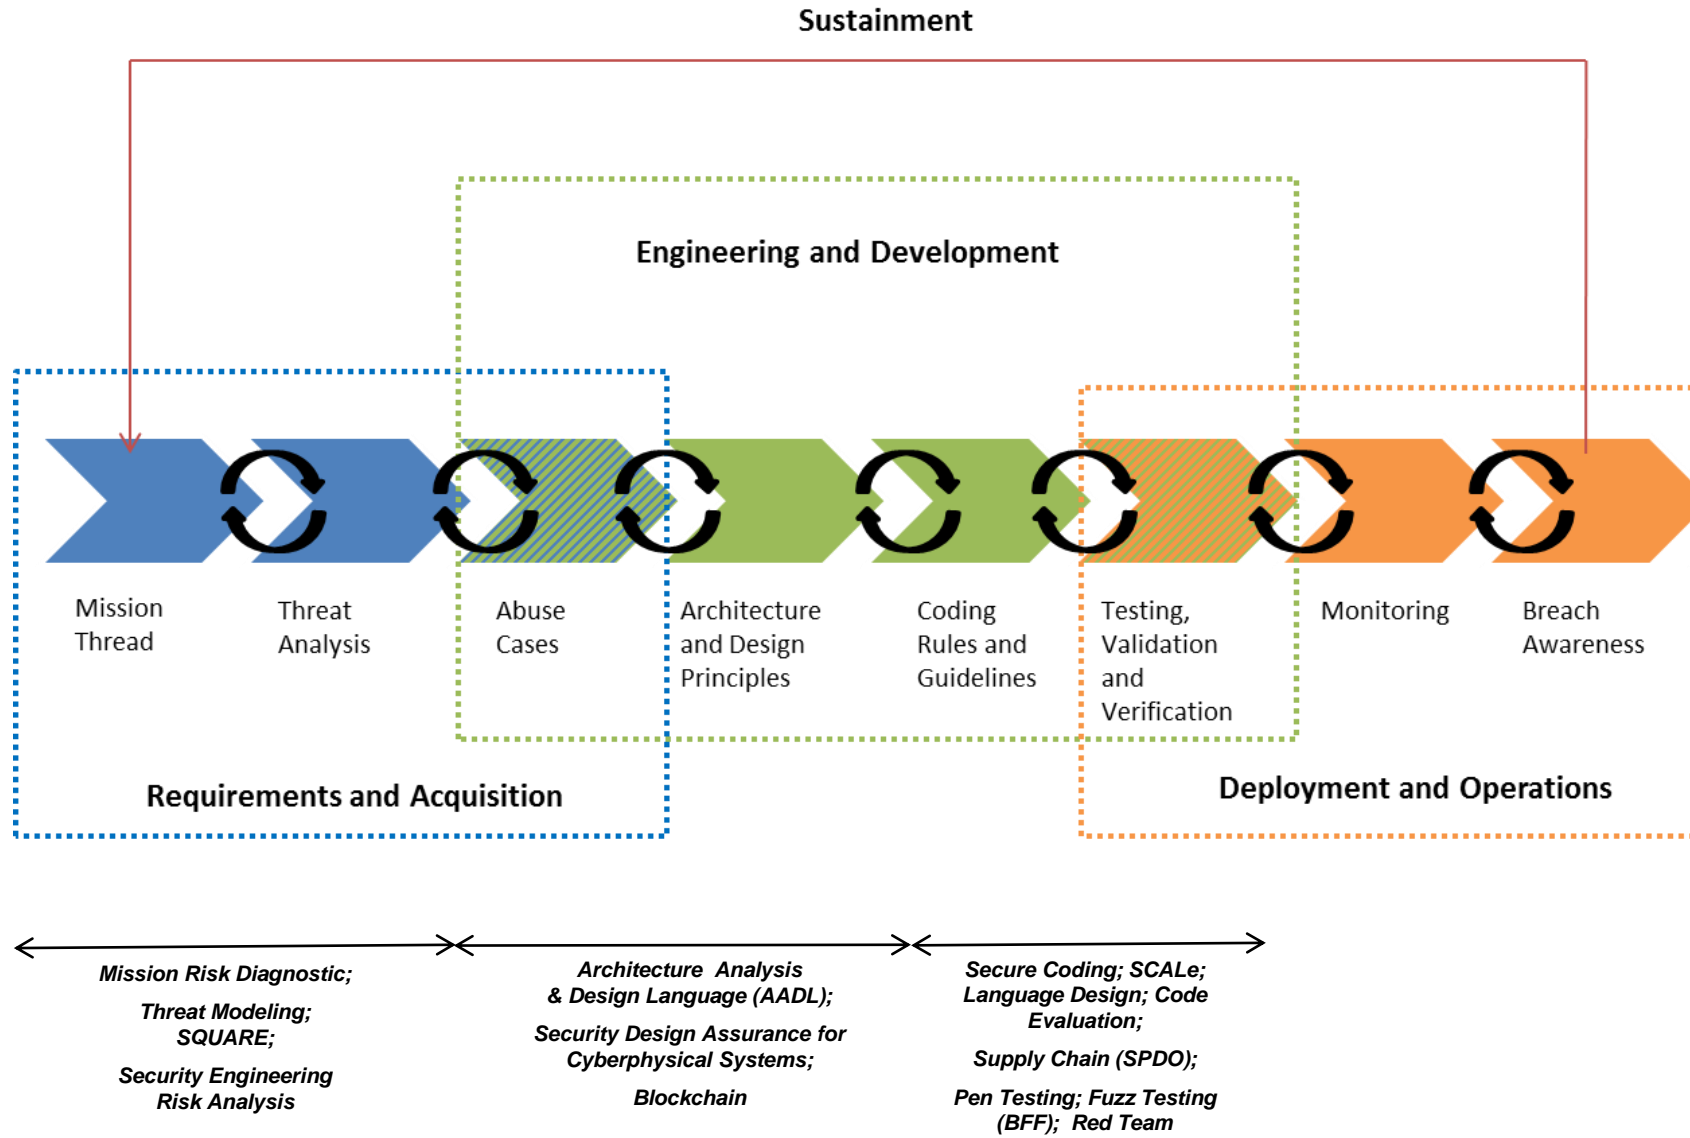 Sustainment
Engineering and Development
Mission
Thread
Threat
Analysis
Abuse
Cases
Architecture
and Design
Principles
Coding
Rules and
Guidelines
Testing,
Validation
and
Verification
Monitoring
Breach
Awareness
Requirements and Acquisition
Deployment and Operations
Mission Risk Diagnostic;
Threat Modeling;
SQUARE;
Security Engineering
Risk Analysis
Architecture Analysis
& Design Language (AADL);
Security Design Assurance for
Cyberphysical Systems;
Blockchain
Secure Coding; SCALe;
Language Design; Code
Evaluation;
Supply Chain (SPDO);
Pen Testing; Fuzz Testing
(BFF); Red Team